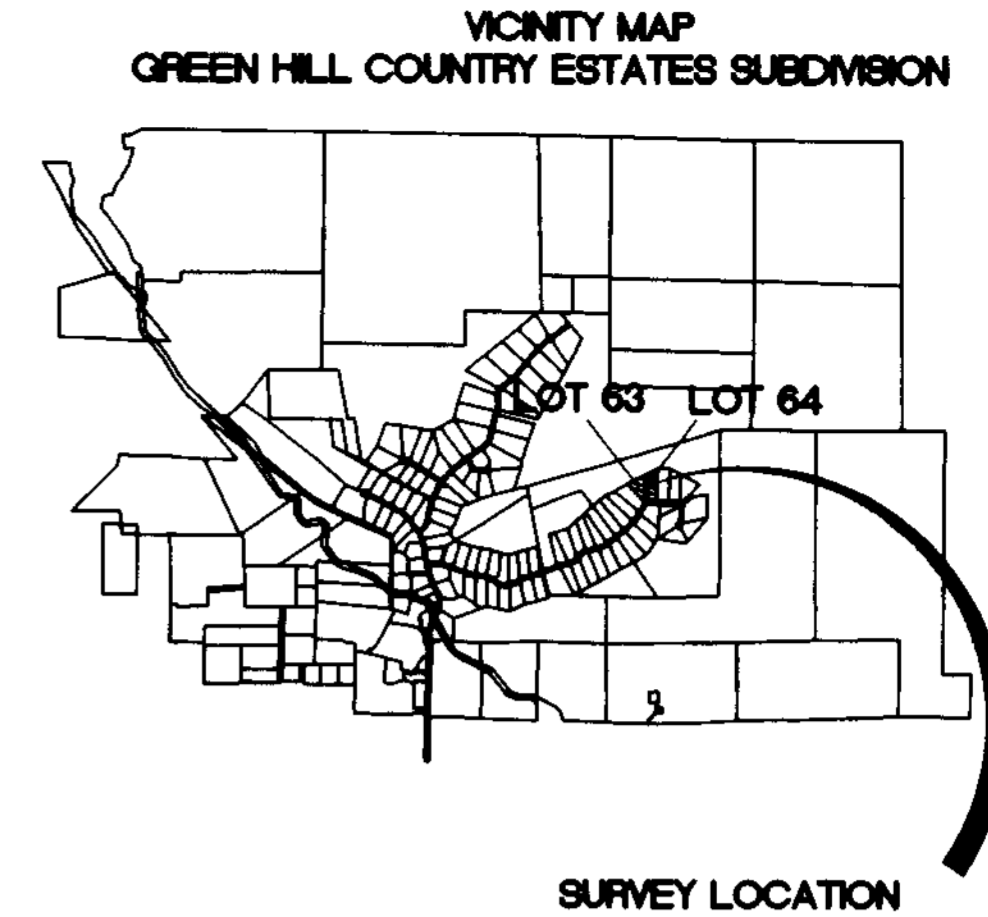 VICINITY MAP
GREEN HILL COUNTRY ESTATES SUBDIVISION
LOT 63 LOT 64
SURVEY LOCATION